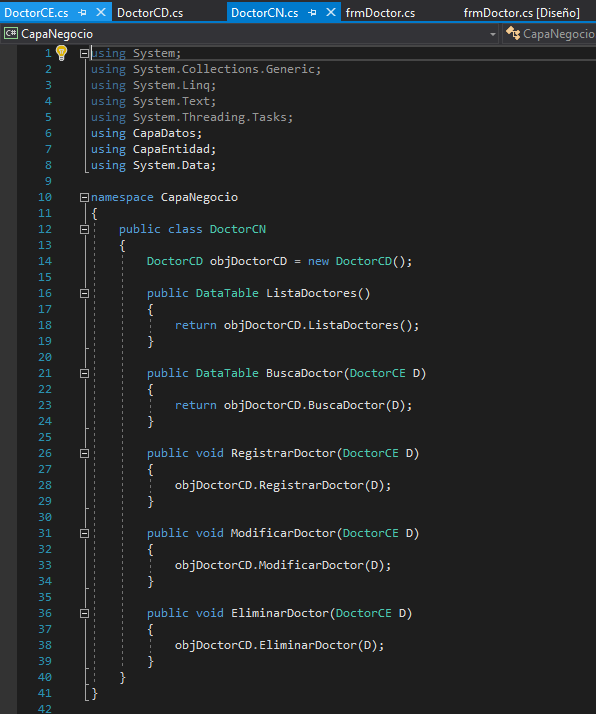 DoctorCE.cs DoctorCD.cs DoctorCN.cs frmDoctor.cs frmDoctor.cs [Diseño]
C# CapaNegocio CapaNegocio
1 using System;
2 using System.Collections.Generic;
3 using System.Linq;
4 using System.Text;
5 using System.Threading.Tasks;
6 using CapaDatos;
7 using CapaEntidad;
8 using System.Data;
9
10 namespace CapaNegocio
11 {
12 public class DoctorCN
13 {
14 DoctorCD objDoctorCD = new DoctorCD();
15
16 public DataTable ListaDoctores()
17 {
18 return objDoctorCD.ListaDoctores();
19 }
20
21 public DataTable BuscaDoctor(DoctorCE D)
22 {
23 return objDoctorCD.BuscaDoctor(D);
24 }
25
26 public void RegistrarDoctor(DoctorCE D)
27 {
28 objDoctorCD.RegistrarDoctor(D);
29 }
30
31 public void ModificarDoctor(DoctorCE D)
32 {
33 objDoctorCD.ModificarDoctor(D);
34 }
35
36 public void EliminarDoctor(DoctorCE D)
37 {
38 objDoctorCD.EliminarDoctor(D);
39 }
40 }
41 }
42